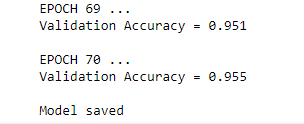 EPOCH 69 ...
Validation Accuracy = 0.951
EPOCH 70 ...
Validation Accuracy = 0.955
Model saved